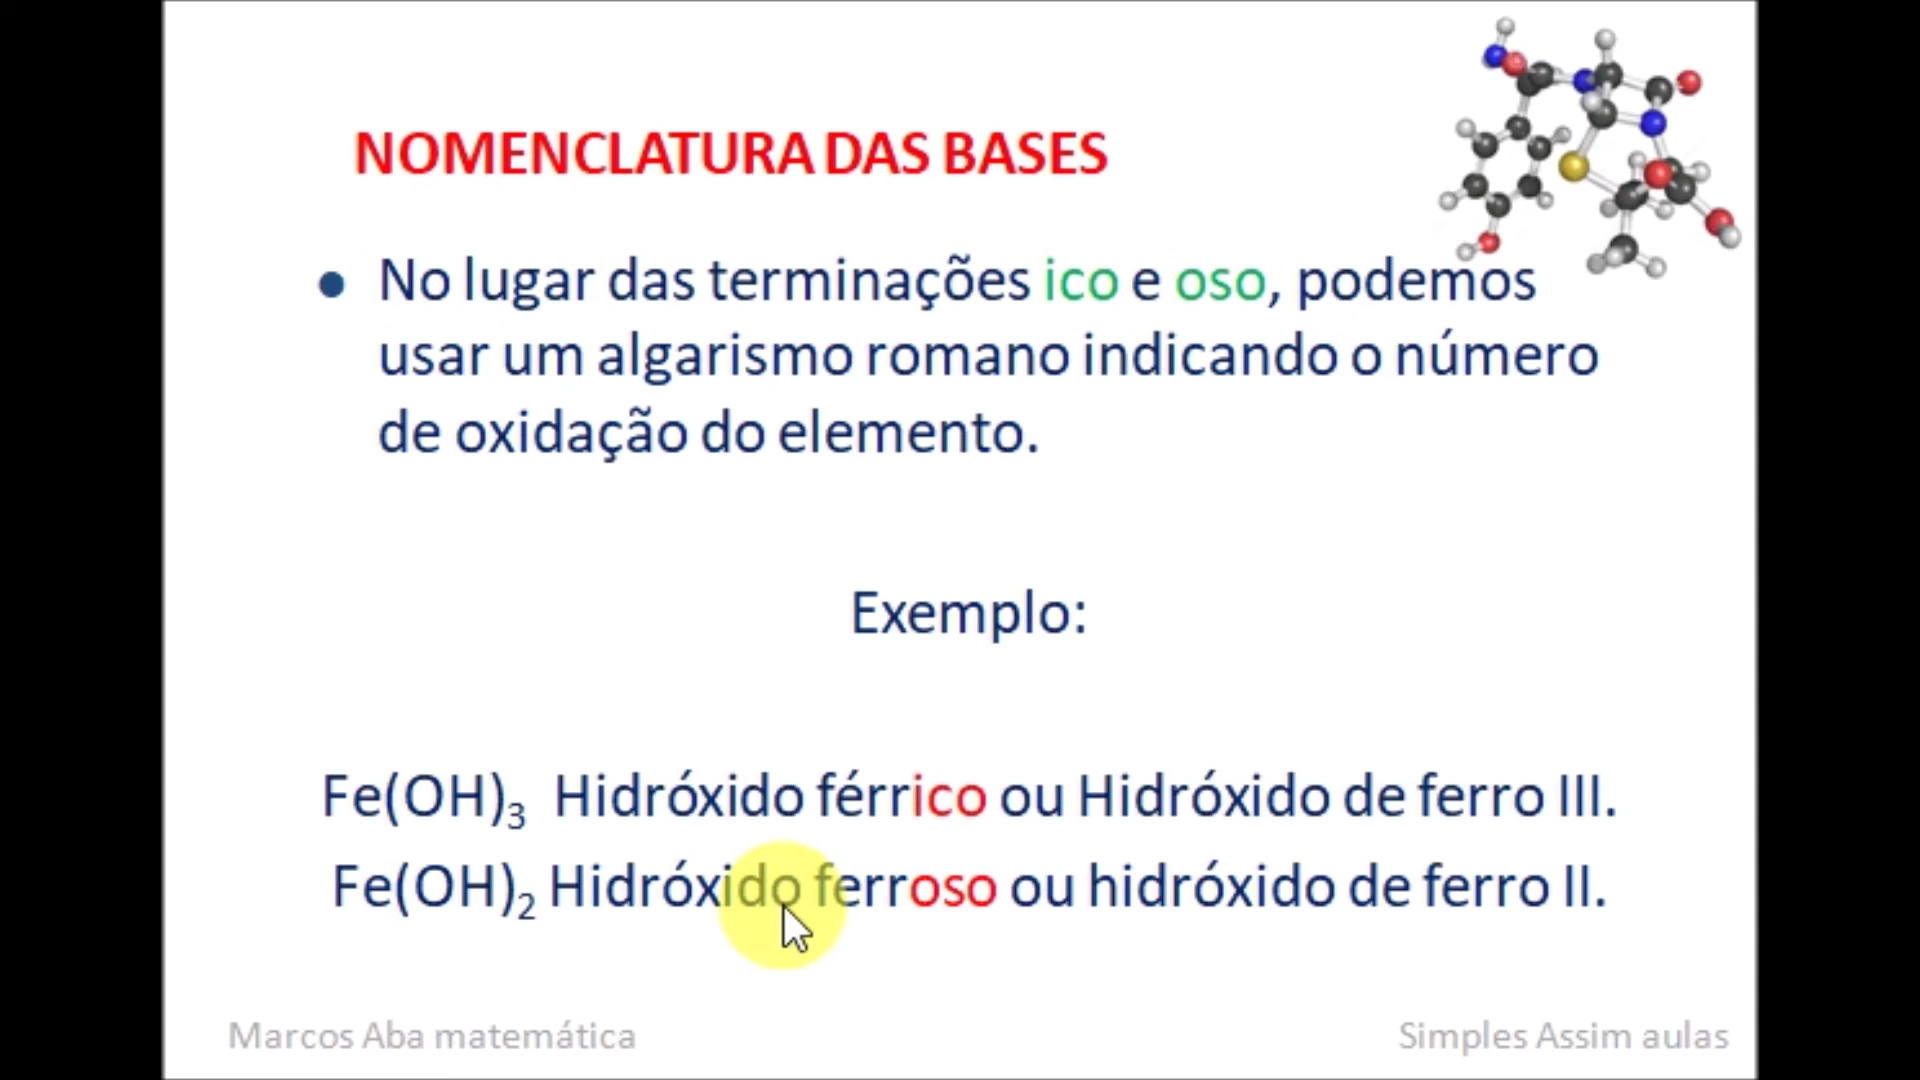 NOMENCLATURA DAS BASES
• No lugar das terminações ico e oso, podemos
usar um algarismo romano indicando o número
de oxidação do elemento.
Exemplo:
Fe(OH)₃ Hidróxido férrico ou Hidróxido de ferro III.
Fe(OH)₂ Hidróxido ferroso ou hidróxido de ferro II.
Marcos Aba matemática
Simples Assim aulas